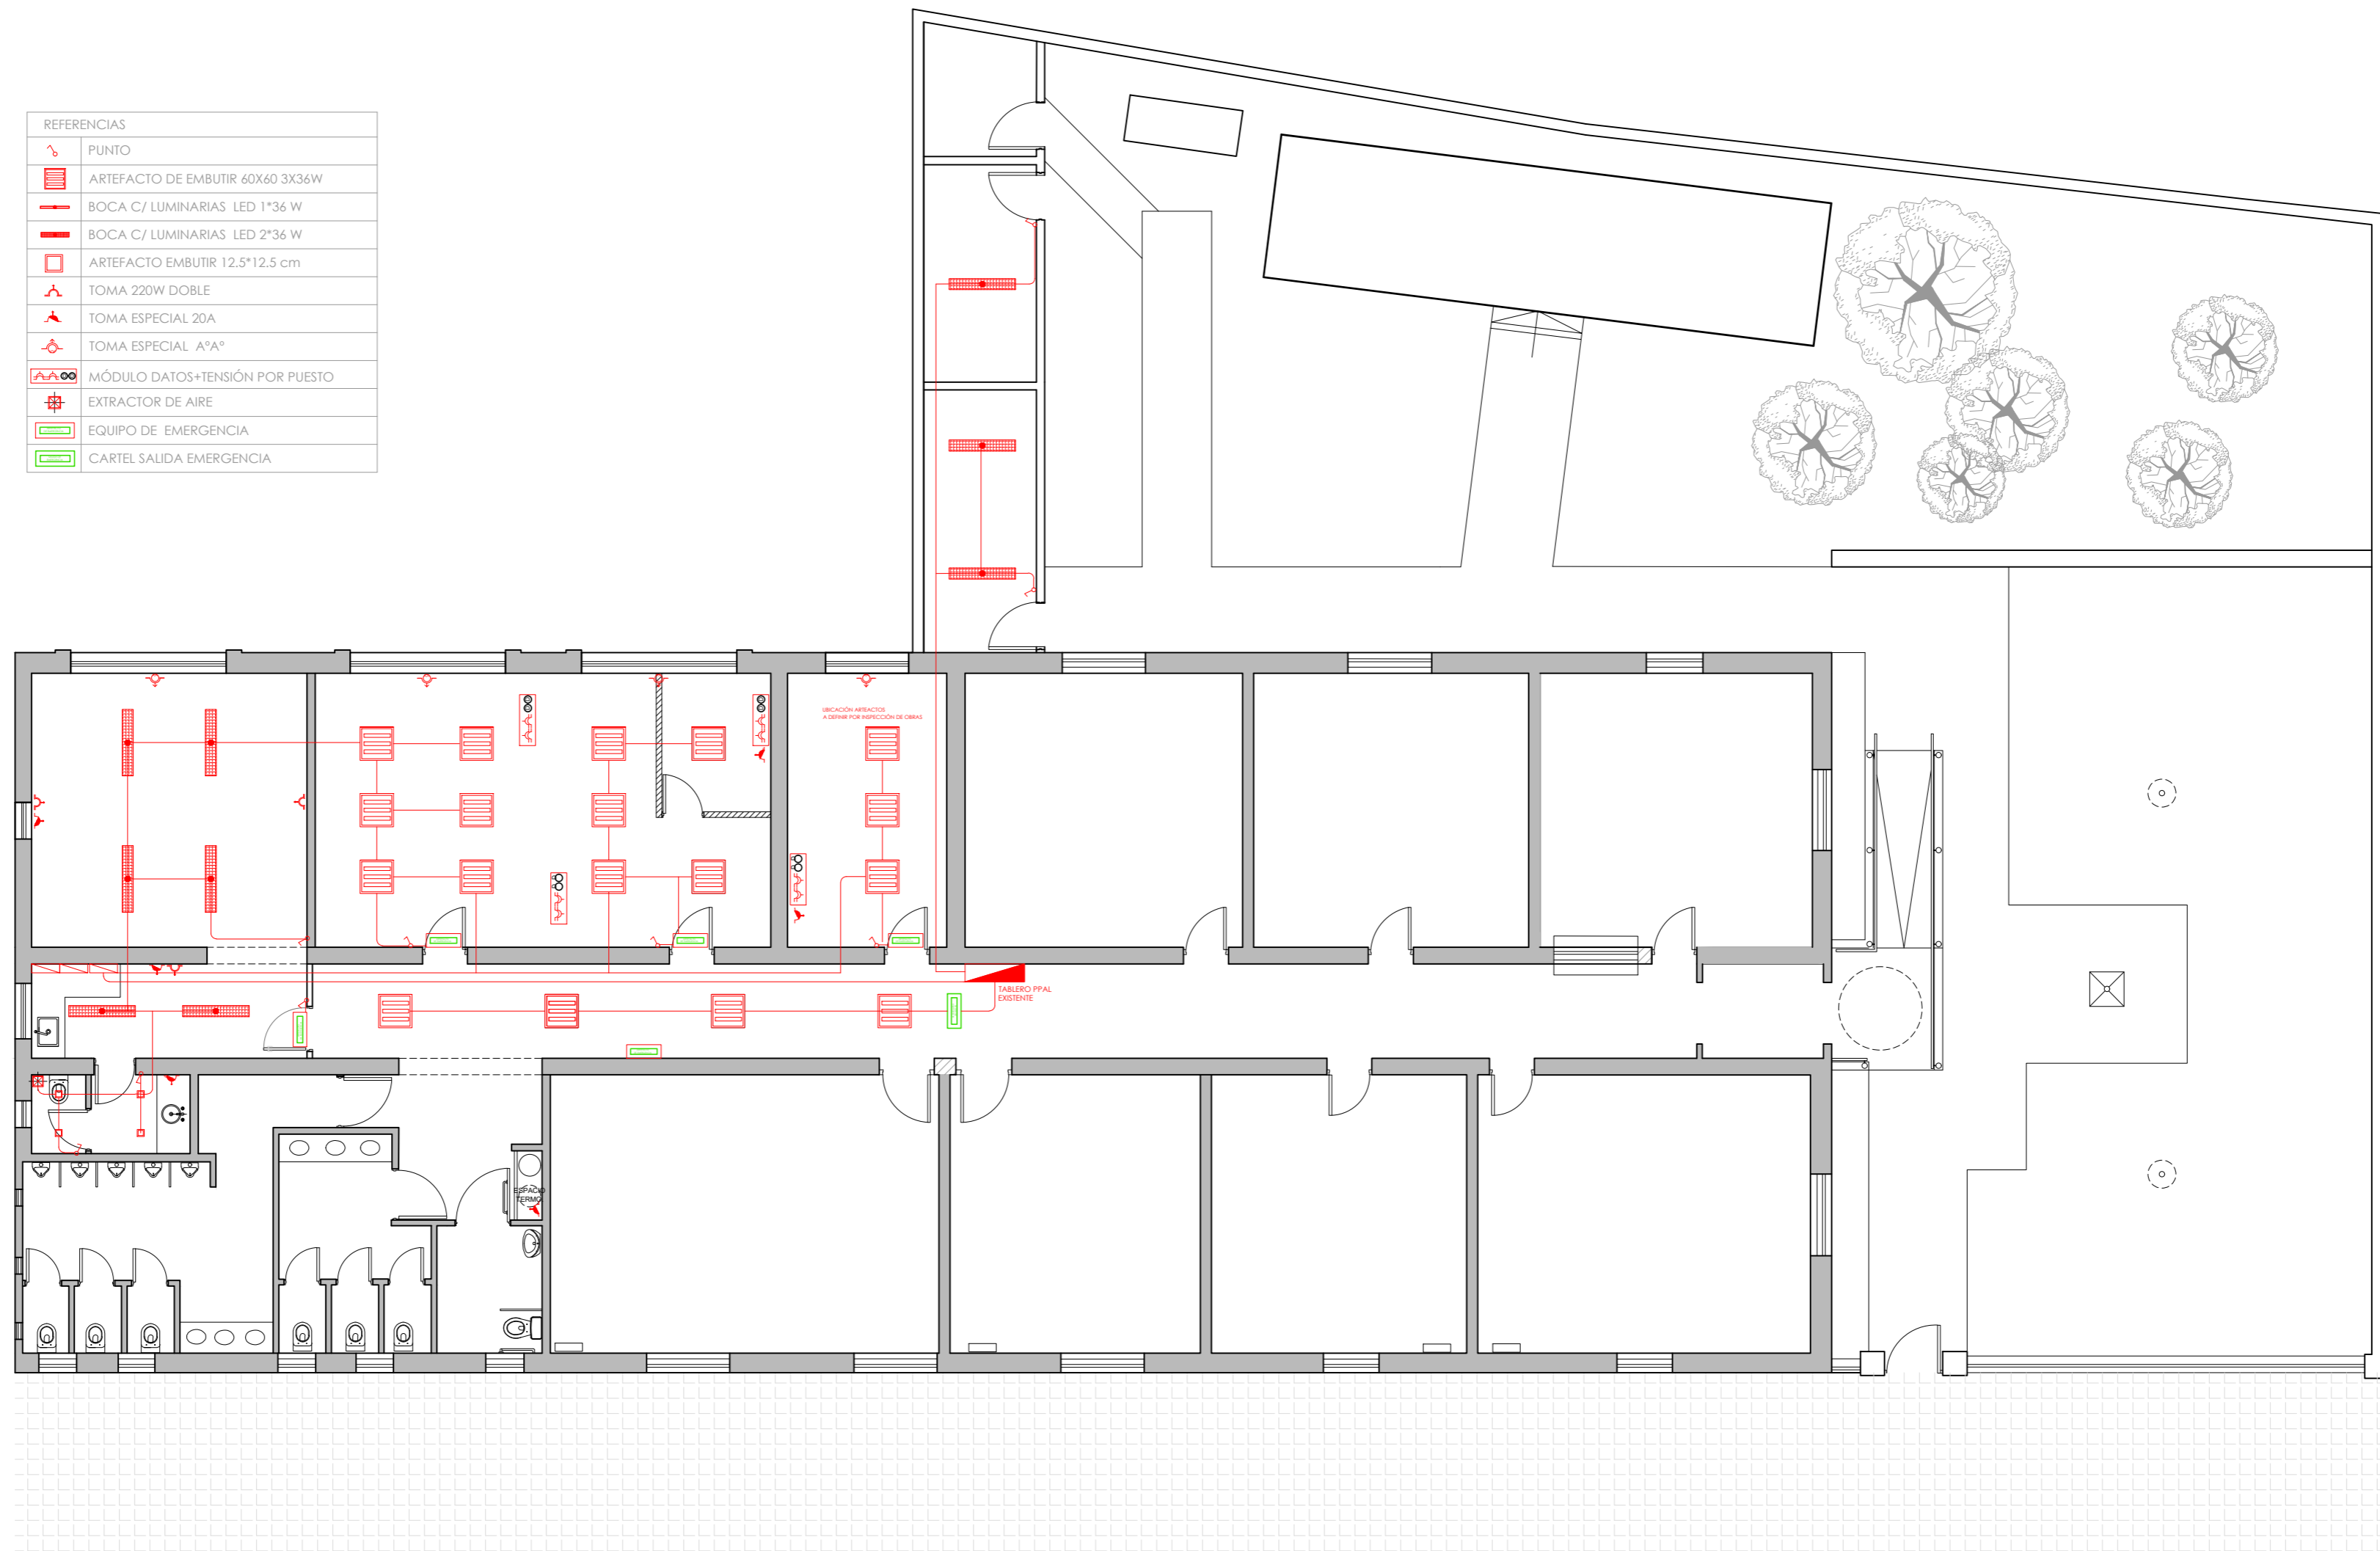 REFERENCIAS
PUNTO
ARTEFACTO DE EMBUTIR 60X60 3X36W
BOCA C/ LUMINARIAS LED 1*36 W
BOCA C/ LUMINARIAS LED 2*36 W
ARTEFACTO EMBUTIR 12.5*12.5 cm
TOMA 220W DOBLE
TOMA ESPECIAL 20A
TOMA ESPECIAL AºAº
MÓDULO DATOS+TENSIÓN POR PUESTO
EXTRACTOR DE AIRE
EQUIPO DE EMERGENCIA
CARTEL SALIDA EMERGENCIA
UBICACIÓN ARTEACTOS
A DEFINIR POR INSPECCIÓN DE OBRAS
TABLERO PPAL
EXISTENTE
ESPACIO
TERMO